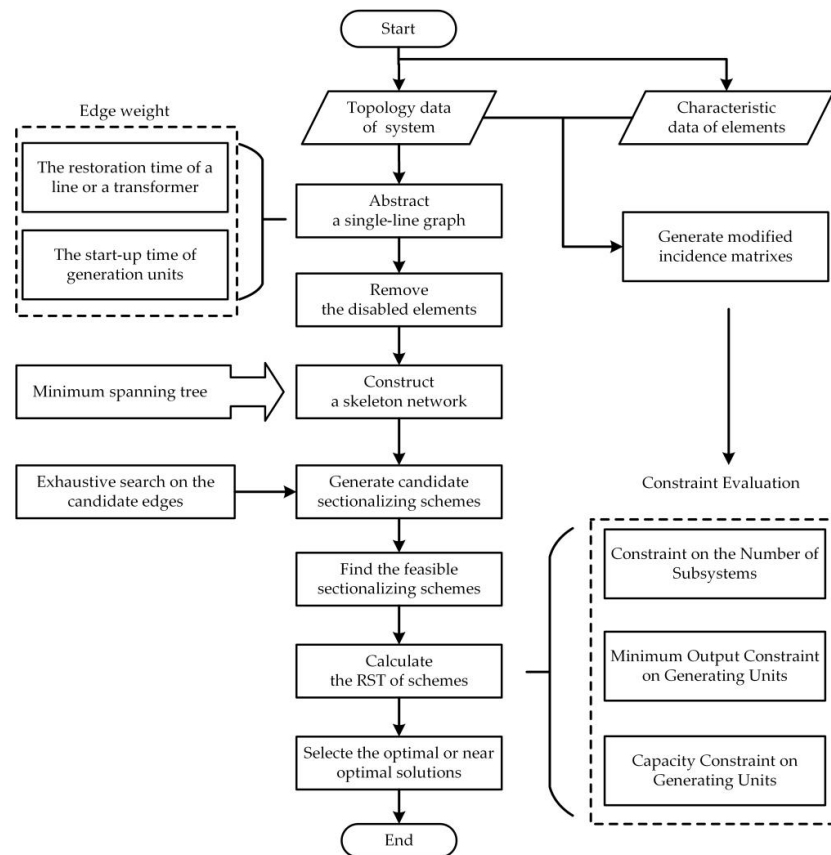 Start
Topology data
of system
Characteristic
data of elements
Edge weight
The restoration time of a
line or a transformer
The start-up time of
generation units
Abstract
a single-line graph
Generate modified
incidence matrixes
Remove
the disabled elements
Minimum spanning tree
Construct
a skeleton network
Exhaustive search on the
candidate edges
Generate candidate
sectionalizing schemes
Constraint Evaluation
Find the feasible
sectionalizing schemes
Constraint on the Number of
Subsystems
Calculate
the RST of schemes
Minimum Output Constraint
on Generating Units
Selecte the optimal or near
optimal solutions
Capacity Constraint on
Generating Units
End